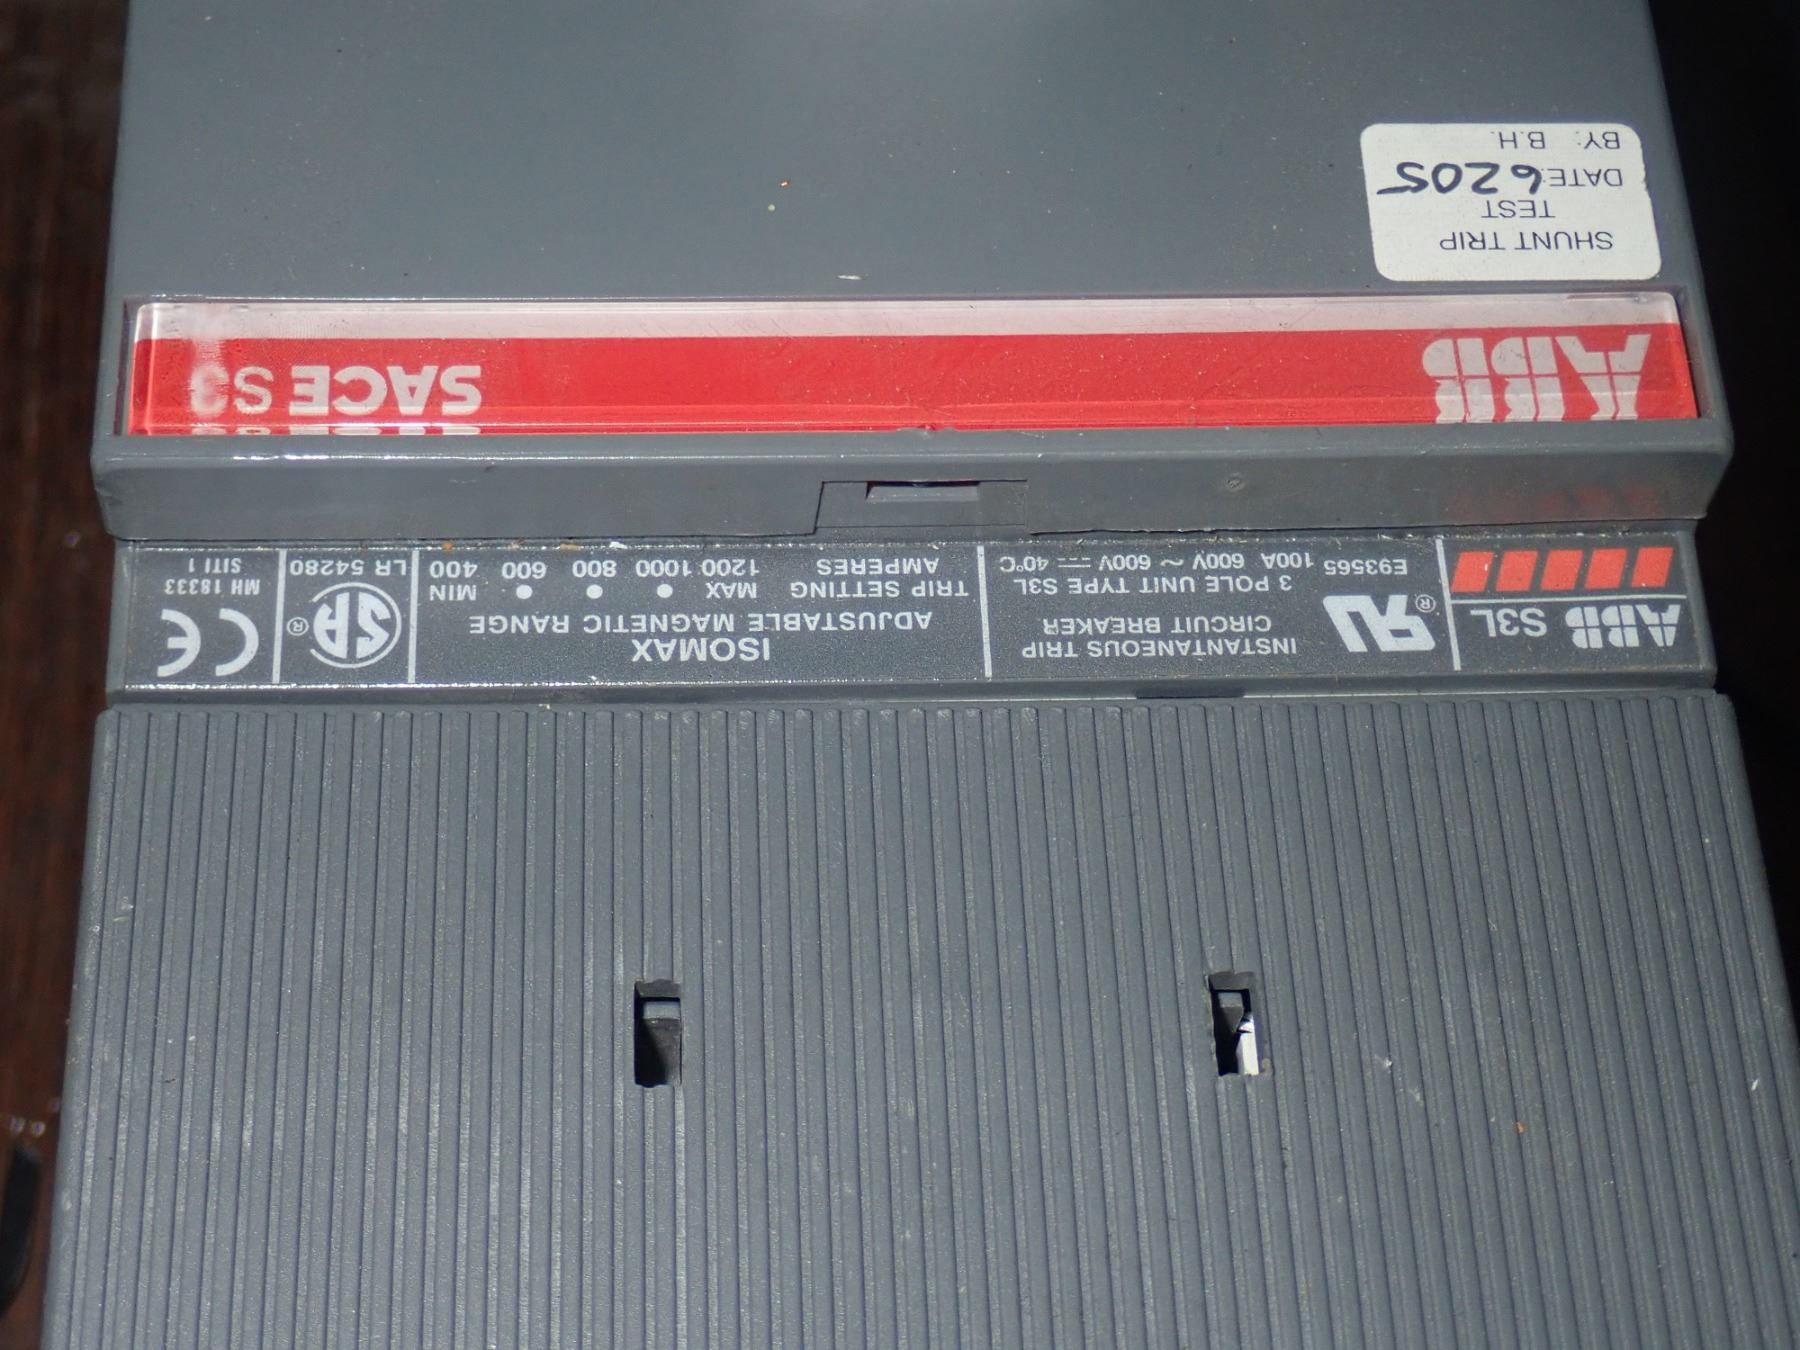 ABB S3L
INSTANTANEOUS TRIP
CIRCUIT BREAKER
3 POLE UNIT TYPE S3L
E93565 100A 600V ~ 600V ⎓ 40°C
ISOMAX
ADJUSTABLE MAGNETIC RANGE
TRIP SETTING
AMPERES
MAX MIN
1200 1000 800 600 400
SA ®
LR 54280
CE
MH 18333
SITI 1
ABB SACE S3
SHUNT TRIP
TEST
DATE: 6205
BY: B.H.